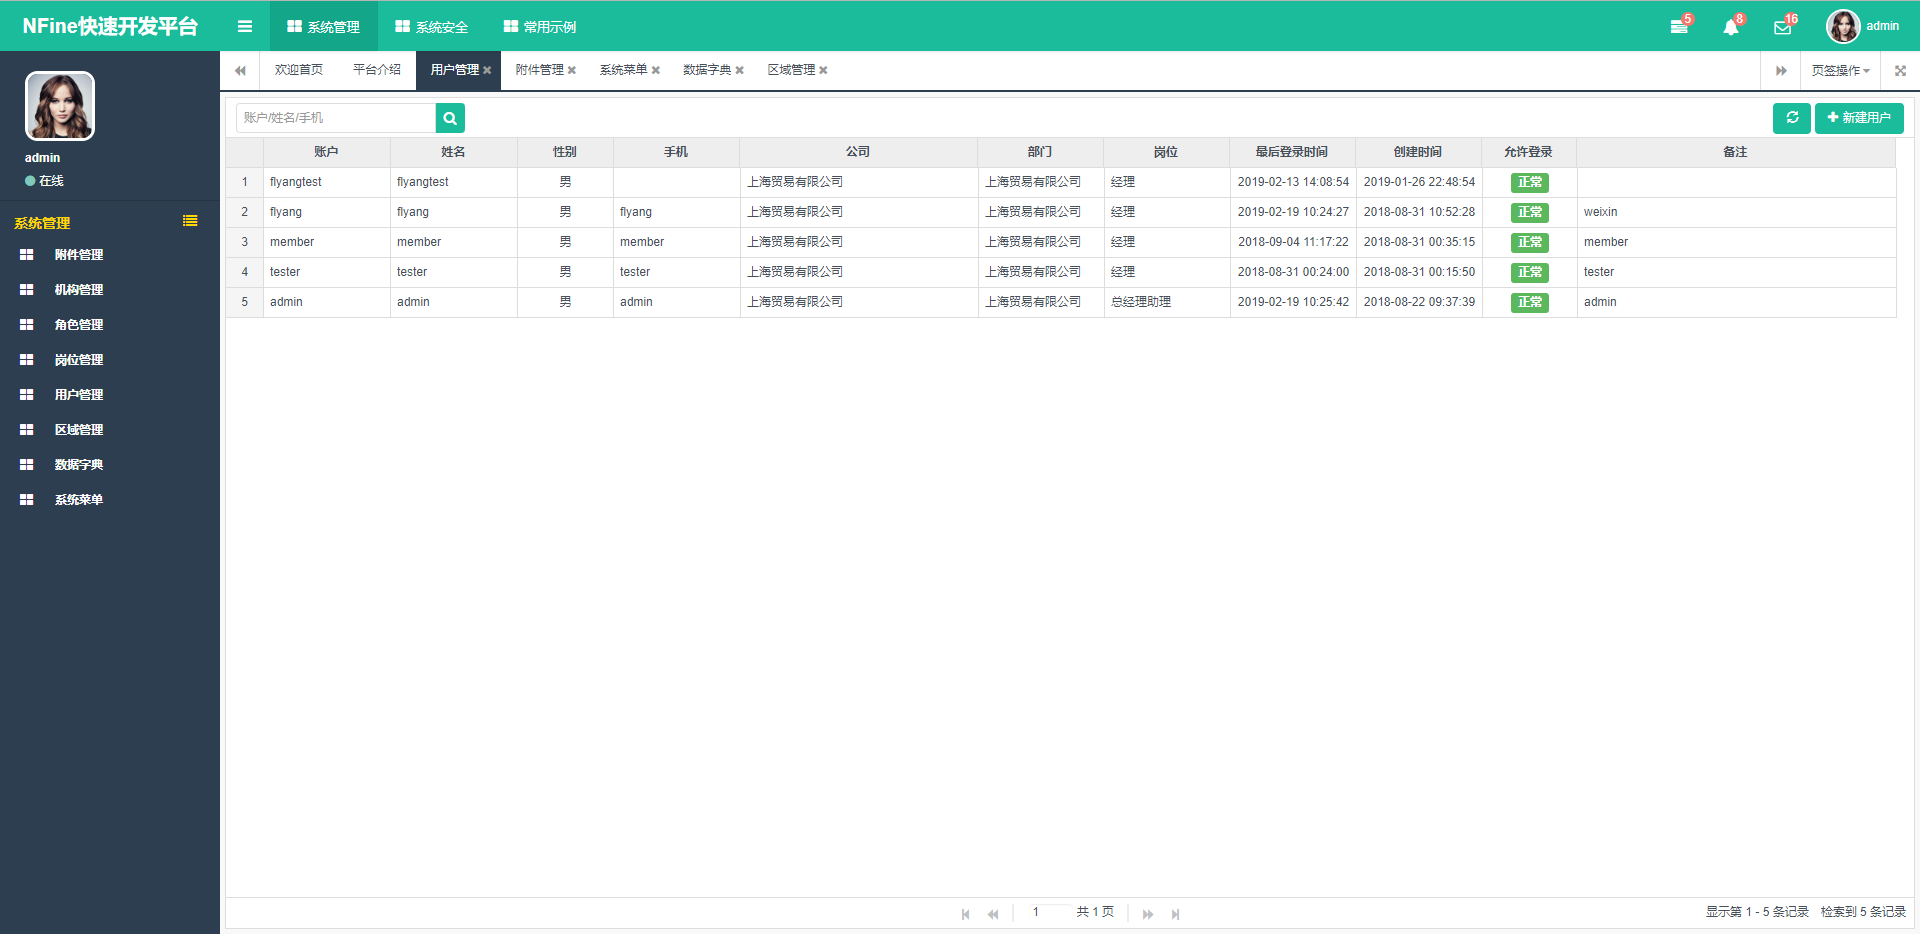 NFine快速开发平台 系统管理 系统安全 常用示例 5 8 16 admin
欢迎首页 平台介绍 用户管理 附件管理 系统菜单 数据字典 区域管理 页签操作
admin
在线
系统管理
附件管理
机构管理
角色管理
岗位管理
用户管理
区域管理
数据字典
系统菜单
账户/姓名/手机 新建用户
账户 姓名 性别 手机 公司 部门 岗位 最后登录时间 创建时间 允许登录 备注
1 flyangtest flyangtest 男 上海贸易有限公司 上海贸易有限公司 经理 2019-02-13 14:08:54 2019-01-26 22:48:54 正常
2 flyang flyang 男 flyang 上海贸易有限公司 上海贸易有限公司 经理 2019-02-19 10:24:27 2018-08-31 10:52:28 正常 weixin
3 member member 男 member 上海贸易有限公司 上海贸易有限公司 经理 2018-09-04 11:17:22 2018-08-31 00:35:15 正常 member
4 tester tester 男 tester 上海贸易有限公司 上海贸易有限公司 经理 2018-08-31 00:24:00 2018-08-31 00:15:50 正常 tester
5 admin admin 男 admin 上海贸易有限公司 上海贸易有限公司 总经理助理 2019-02-19 10:25:42 2018-08-22 09:37:39 正常 admin
1 共 1 页 显示第 1 - 5 条记录 检索到 5 条记录